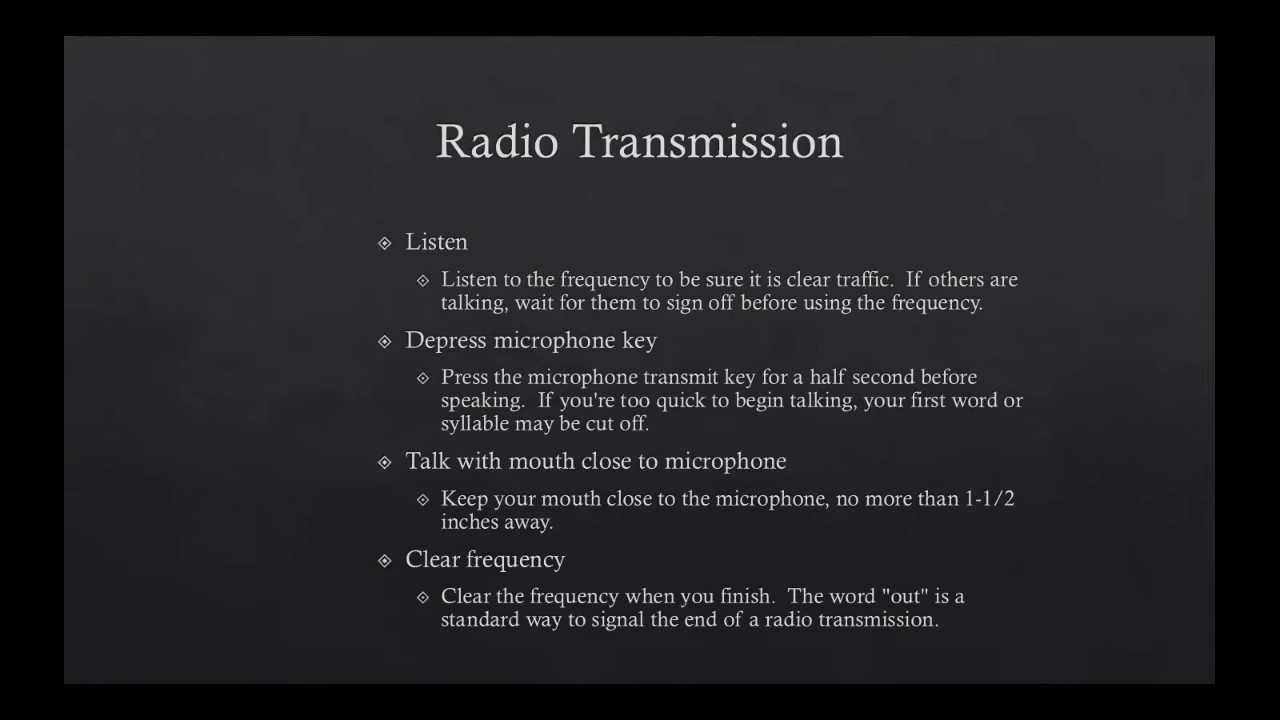 Radio Transmission
Listen
Listen to the frequency to be sure it is clear traffic.  If others are
talking, wait for them to sign off before using the frequency.
Depress microphone key
Press the microphone transmit key for a half second before
speaking.  If you're too quick to begin talking, your first word or
syllable may be cut off.
Talk with mouth close to microphone
Keep your mouth close to the microphone, no more than 1-1/2
inches away.
Clear frequency
Clear the frequency when you finish.  The word "out" is a
standard way to signal the end of a radio transmission.